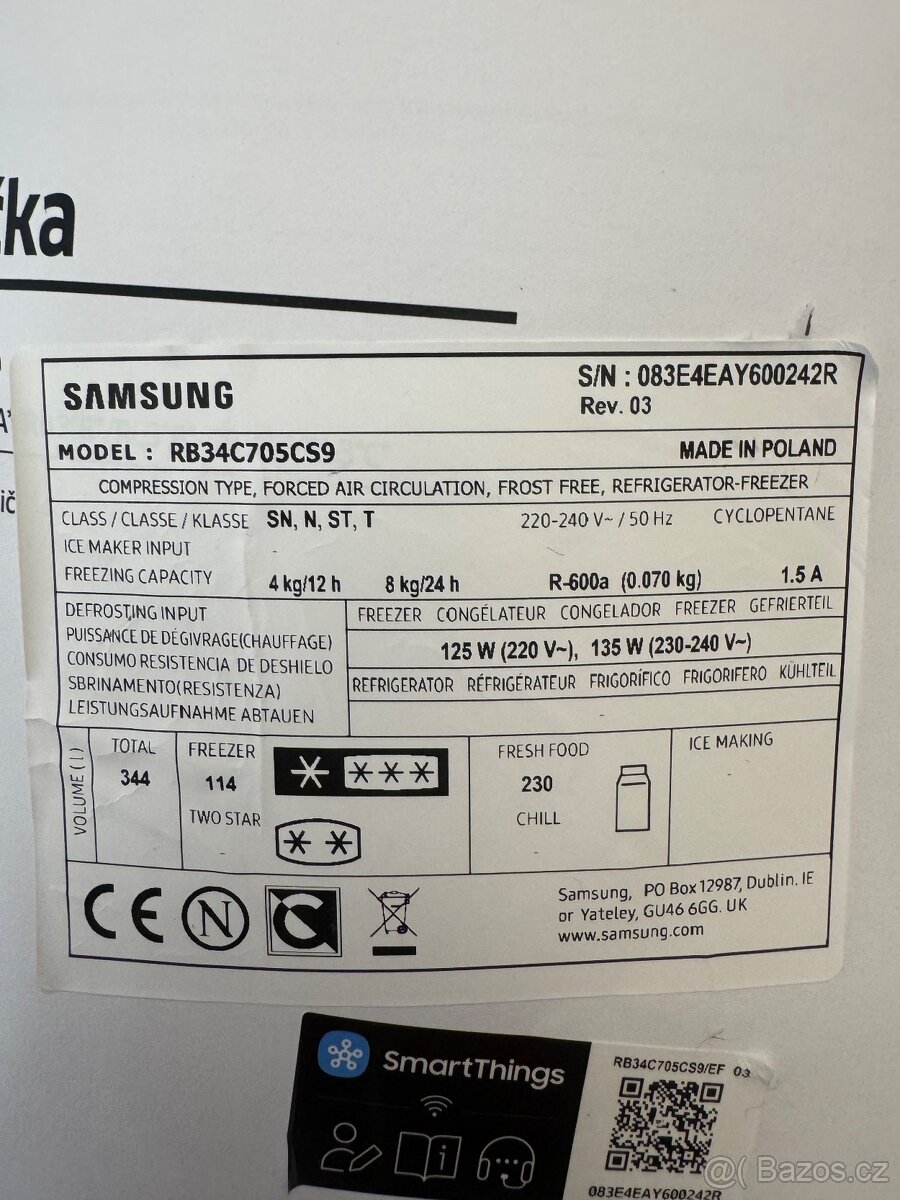 čka
A*
ič
SAMSUNG
S/N : 083E4EAY600242R
Rev. 03
MODEL : RB34C705CS9
MADE IN POLAND
COMPRESSION TYPE, FORCED AIR CIRCULATION, FROST FREE, REFRIGERATOR-FREEZER
CLASS / CLASSE / KLASSE SN, N, ST, T 220-240 V~ / 50 Hz CYCLOPENTANE
ICE MAKER INPUT -
FREEZING CAPACITY 4 kg/12 h 8 kg/24 h R-600a (0.070 kg) 1.5 A
DEFROSTING INPUT
PUISSANCE DE DÉGIVRAGE(CHAUFFAGE)
CONSUMO RESISTENCIA DE DESHIELO
SBRINAMENTO(RESISTENZA)
LEISTUNGSAUFNAHME ABTAUEN
FREEZER CONGÉLATEUR CONGELADOR FREEZER GEFRIERTEIL
125 W (220 V~), 135 W (230-240 V~)
REFRIGERATOR RÉFRIGÉRATEUR FRIGORÍFICO FRIGORIFERO KÜHLTEIL
-
VOLUME ( l )
TOTAL
344
FREEZER
114
TWO STAR
-
FRESH FOOD
230
CHILL
-
ICE MAKING
-
CE N
Samsung, PO Box 12987, Dublin. IE
or Yateley, GU46 6GG. UK
www.samsung.com
SmartThings
RB34C705CS9/EF 03
083E4EAY600242R
@( Bazos.cz